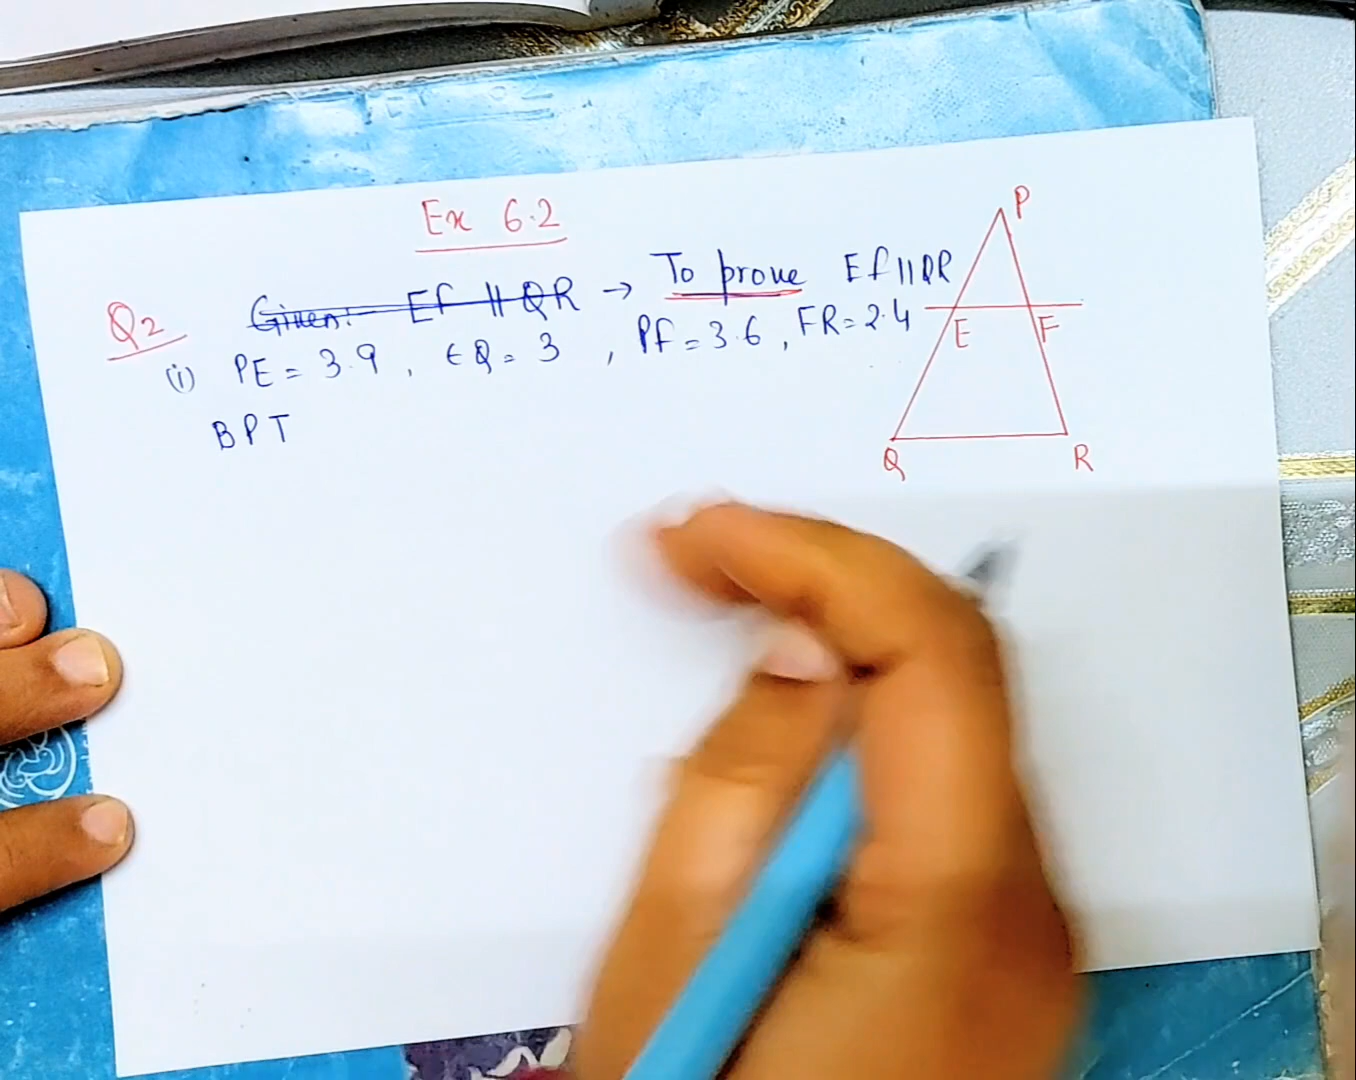 Ex 6.2
Q2 Given:- EF || QR → To prove EF || QR
(i) PE = 3.9, EQ = 3, PF = 3.6, FR = 2.4
BPT
P
E F
Q R